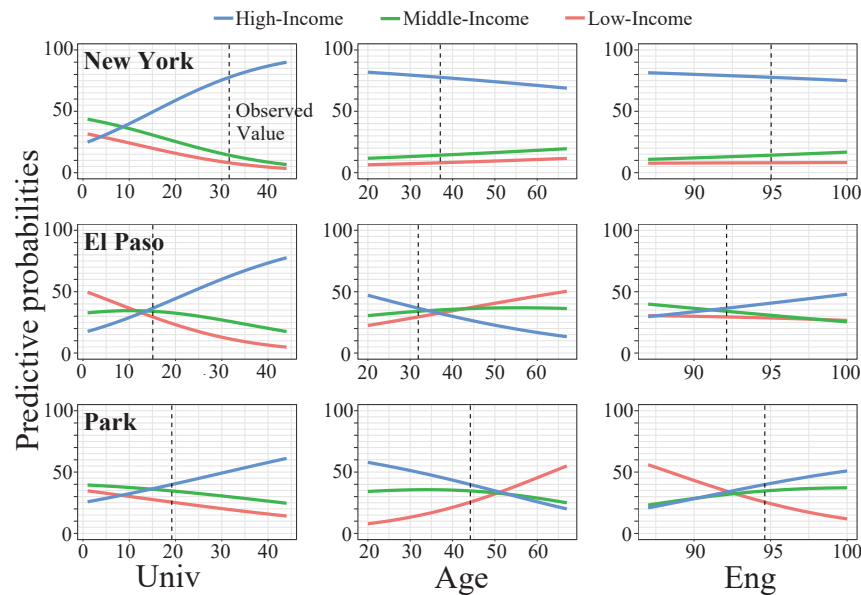 High-Income Middle-Income Low-Income
Predictive probabilities
New York
100
50
0
Observed
Value
0 10 20 30 40
100
50
0
20 30 40 50 60
100
50
0
90 95 100
El Paso
100
50
0
0 10 20 30 40
100
50
0
20 30 40 50 60
100
50
0
90 95 100
Park
100
50
0
0 10 20 30 40
100
50
0
20 30 40 50 60
100
50
0
90 95 100
Univ Age Eng